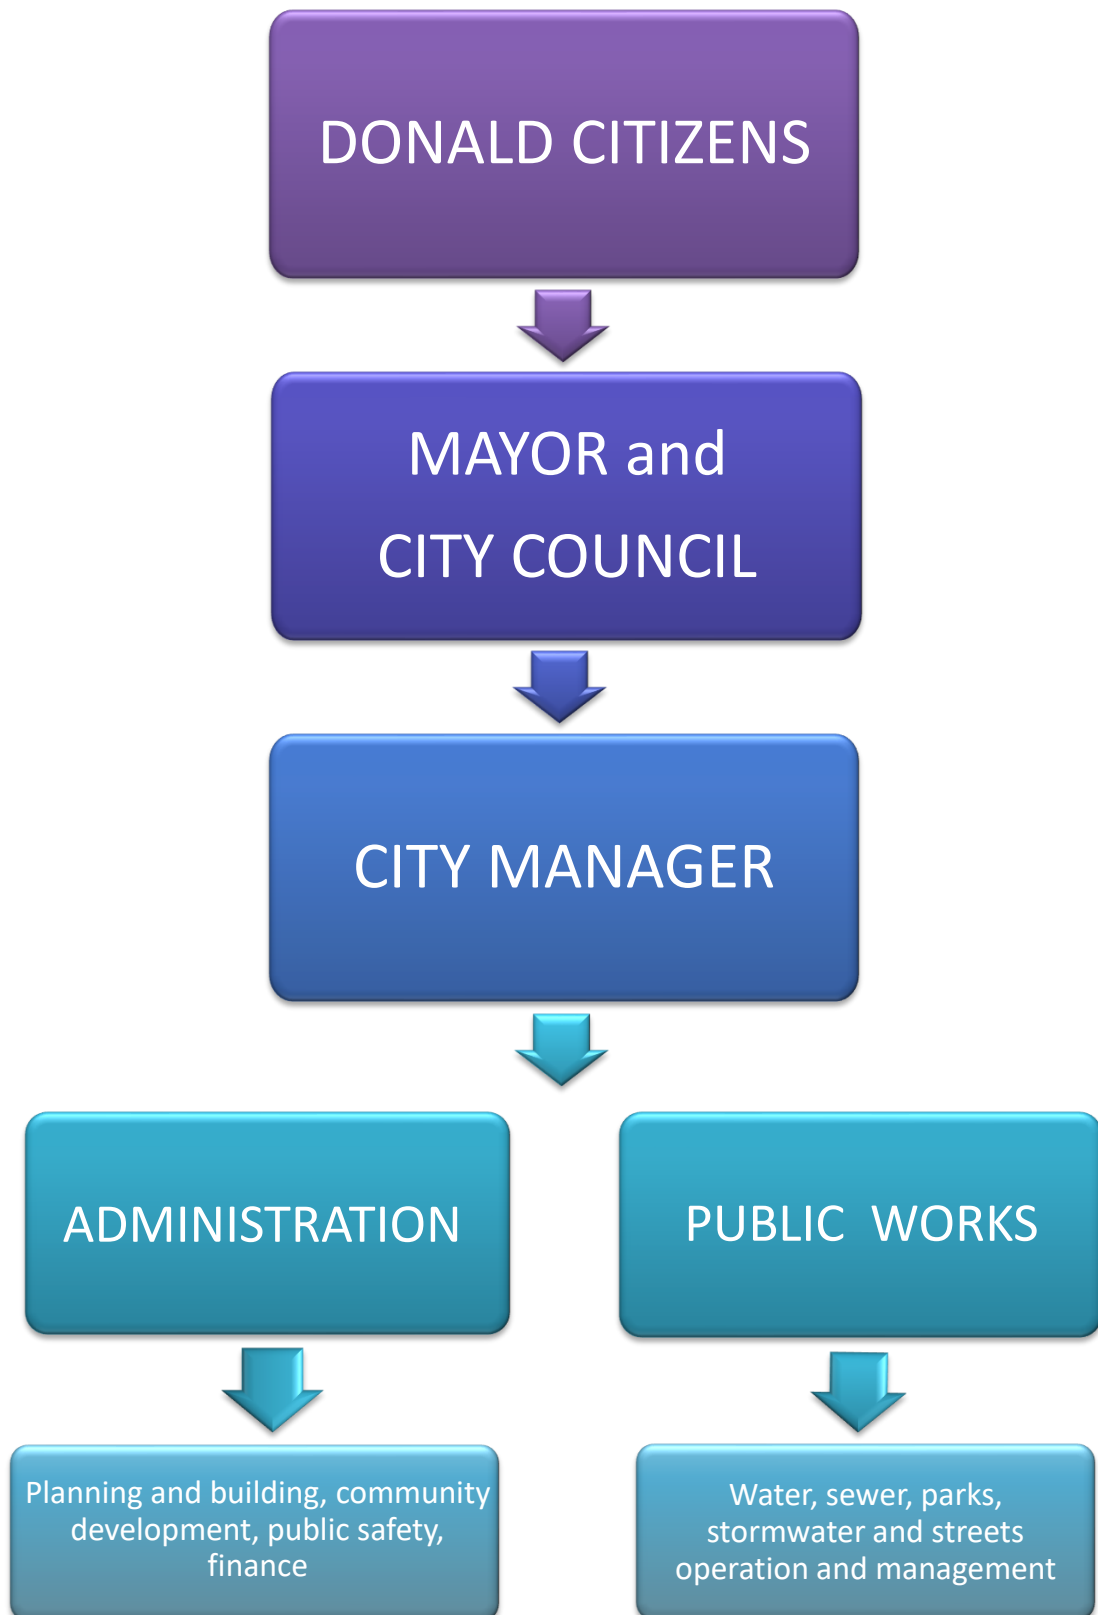 DONALD CITIZENS
MAYOR and
CITY COUNCIL
CITY MANAGER
ADMINISTRATION
PUBLIC WORKS
Planning and building, community
development, public safety,
finance
Water, sewer, parks,
stormwater and streets
operation and management